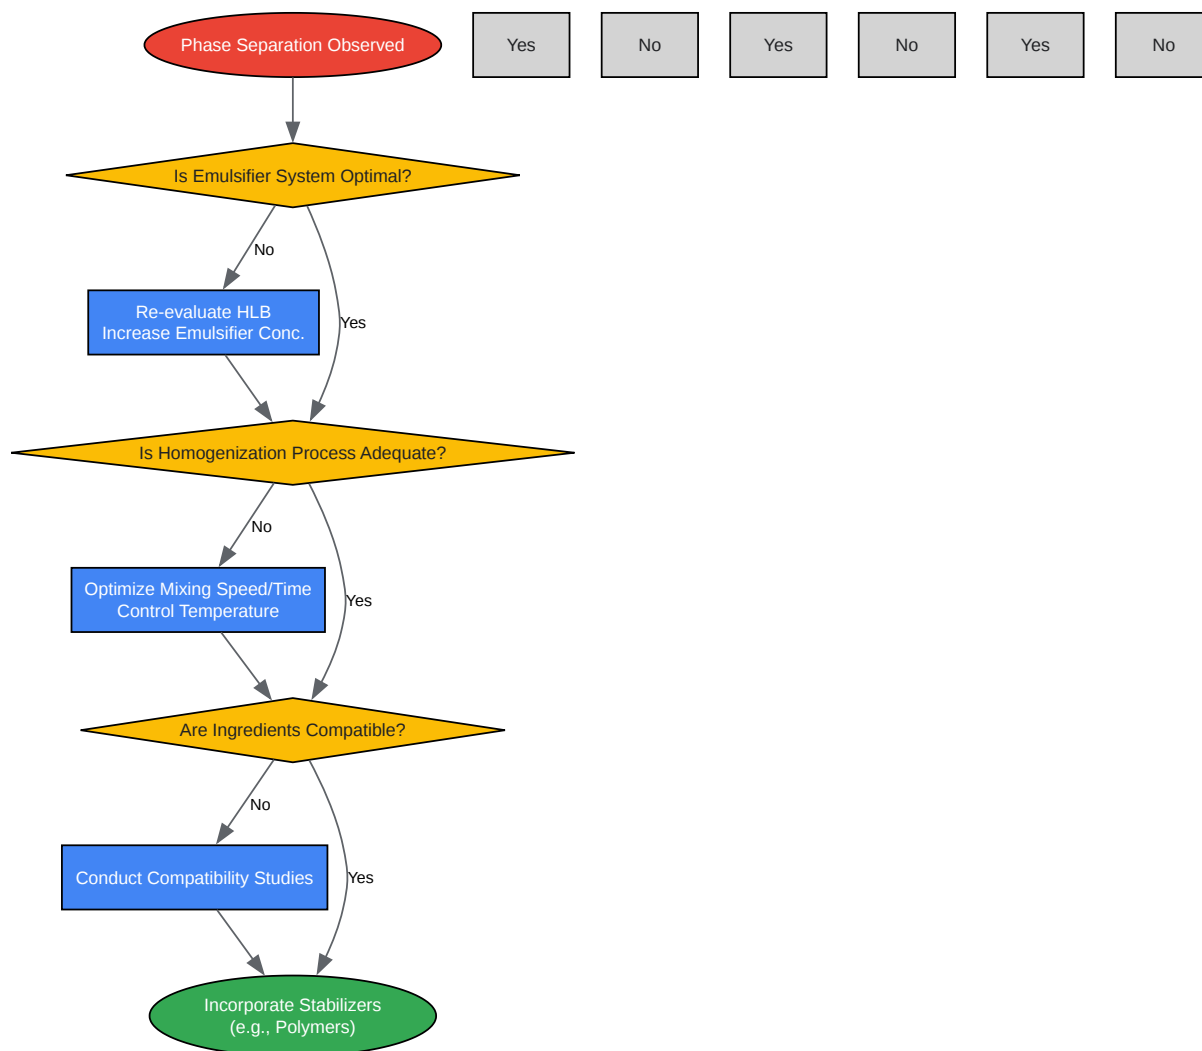 Phase Separation Observed
Yes
No
Yes
No
Yes
No
Is Emulsifier System Optimal?
No
Re-evaluate HLB
Increase Emulsifier Conc.
Yes
Is Homogenization Process Adequate?
No
Optimize Mixing Speed/Time
Control Temperature
Yes
Are Ingredients Compatible?
No
Conduct Compatibility Studies
Yes
Incorporate Stabilizers
(e.g., Polymers)